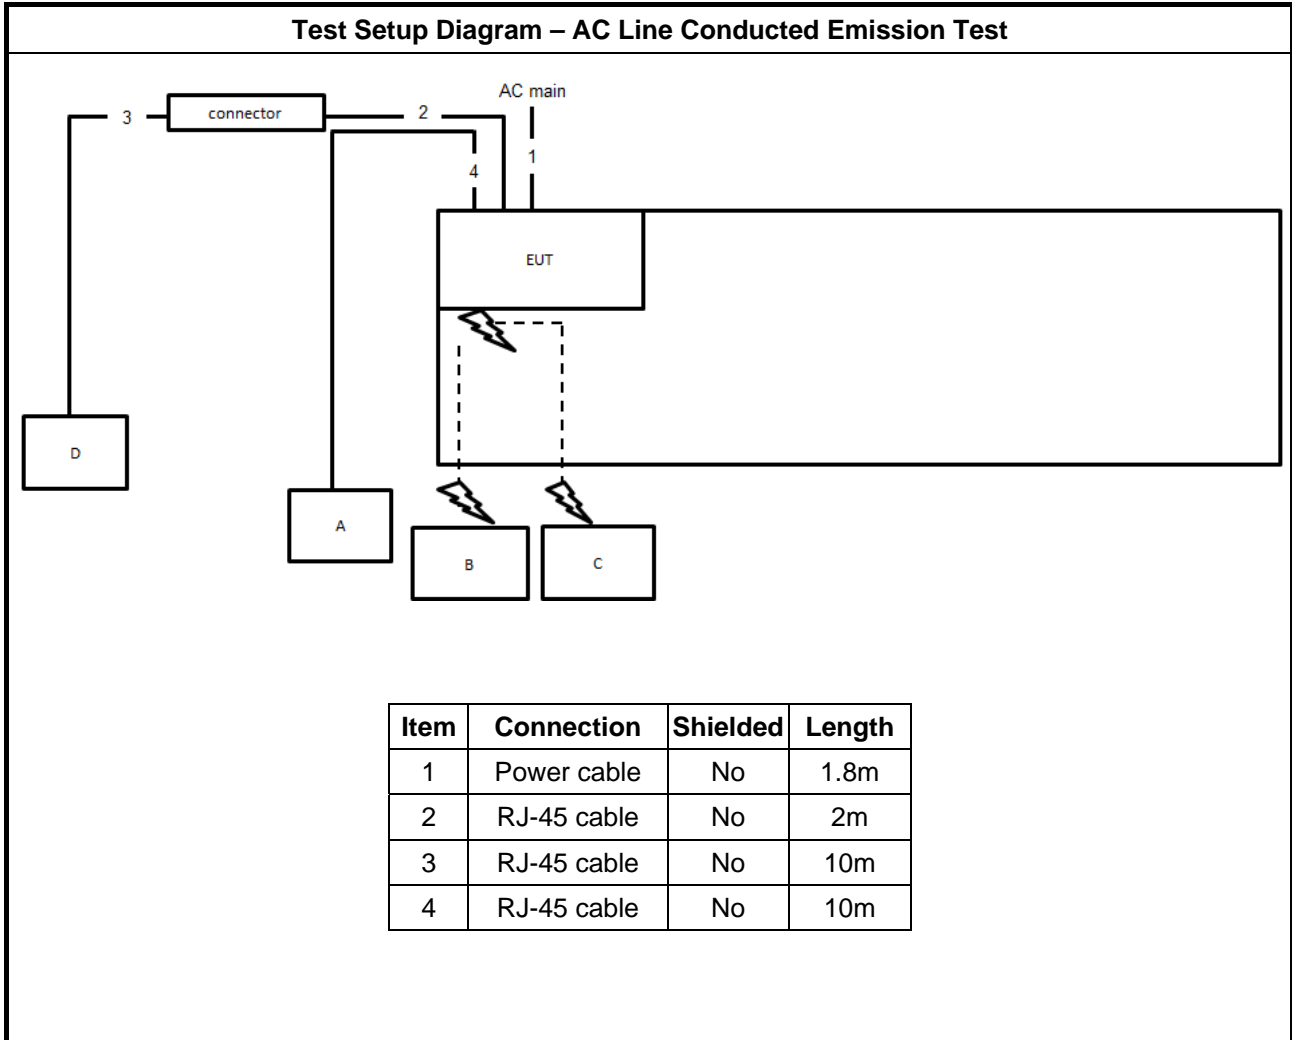 Test Setup Diagram – AC Line Conducted Emission Test
AC main
3
connector
2
1
4
EUT
D
A
B
C
Item Connection Shielded Length
1 Power cable No 1.8m
2 RJ-45 cable No 2m
3 RJ-45 cable No 10m
4 RJ-45 cable No 10m